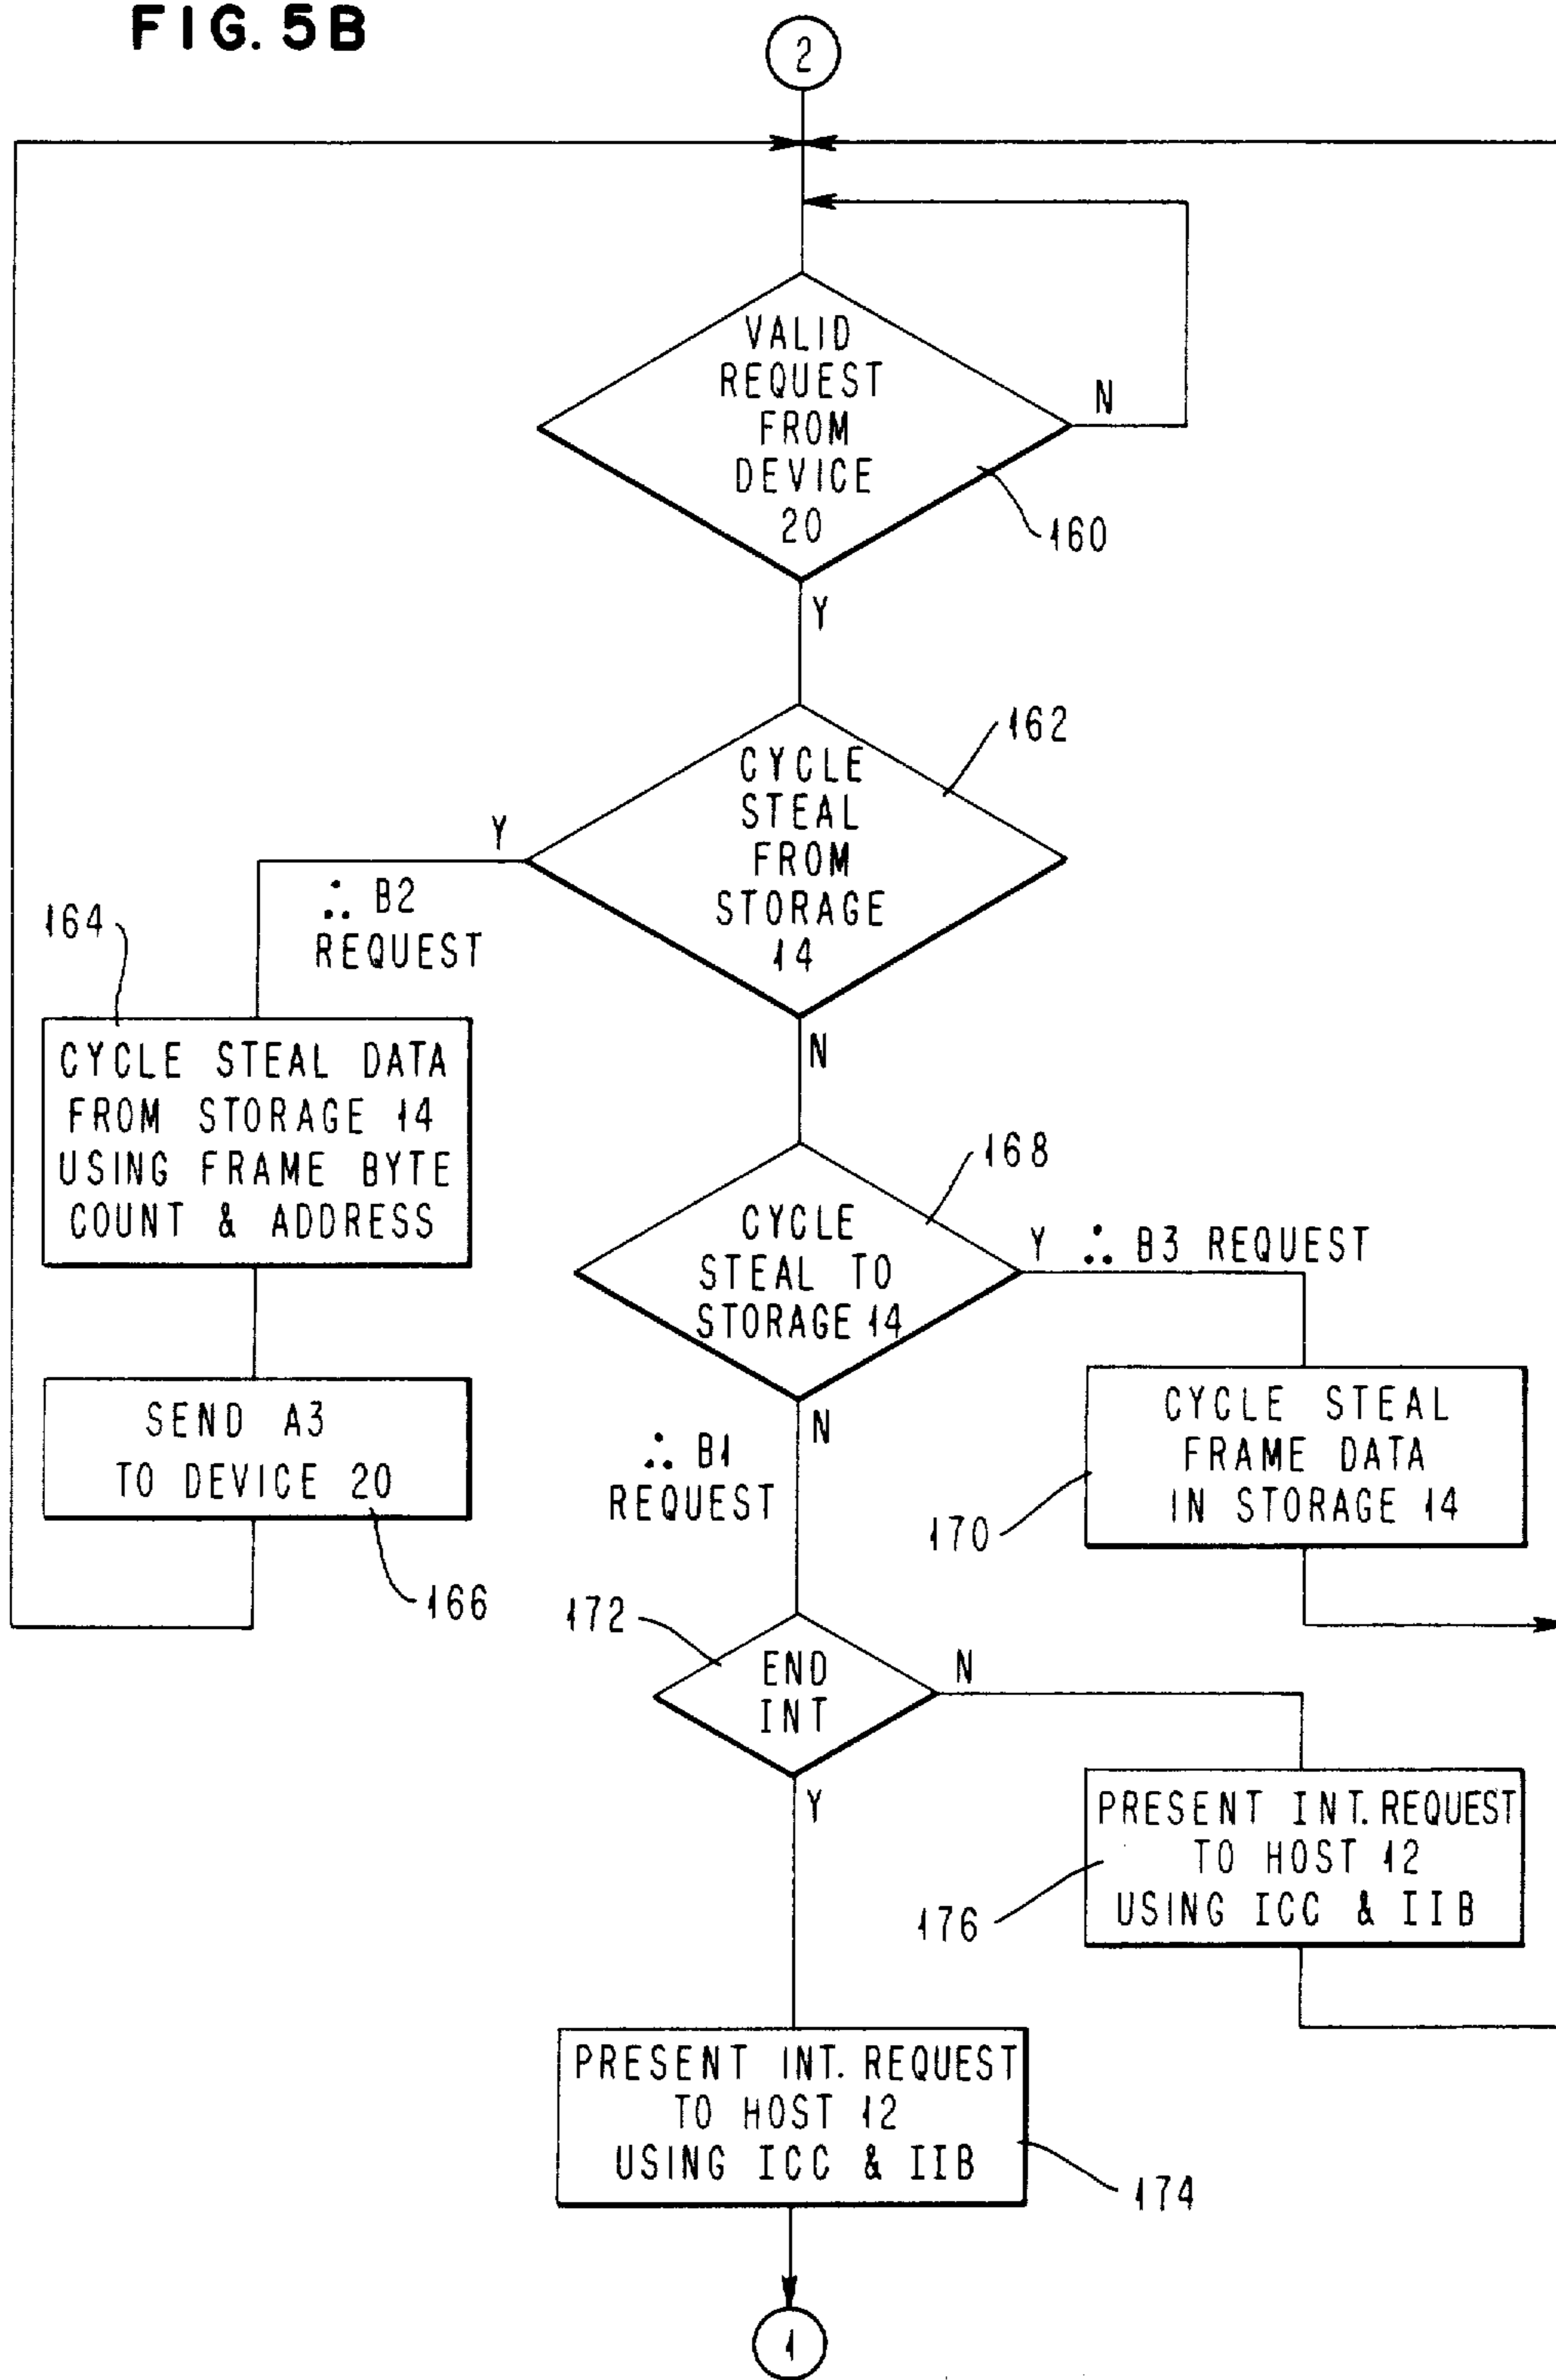 FIG. 5B
2
VALID
REQUEST
FROM
DEVICE
20
N
160
Y
162
CYCLE
STEAL
FROM
STORAGE
14
Y
∴ B2
REQUEST
164
N
CYCLE STEAL DATA
FROM STORAGE 14
USING FRAME BYTE
COUNT & ADDRESS
168
CYCLE
STEAL TO
STORAGE 14
Y ∴ B3 REQUEST
SEND A3
TO DEVICE 20
166
N
∴ B1
REQUEST
CYCLE STEAL
FRAME DATA
IN STORAGE 14
170
172
END
INT
N
Y
PRESENT INT. REQUEST
TO HOST 12
USING ICC & IIB
176
PRESENT INT. REQUEST
TO HOST 12
USING ICC & IIB
174
1